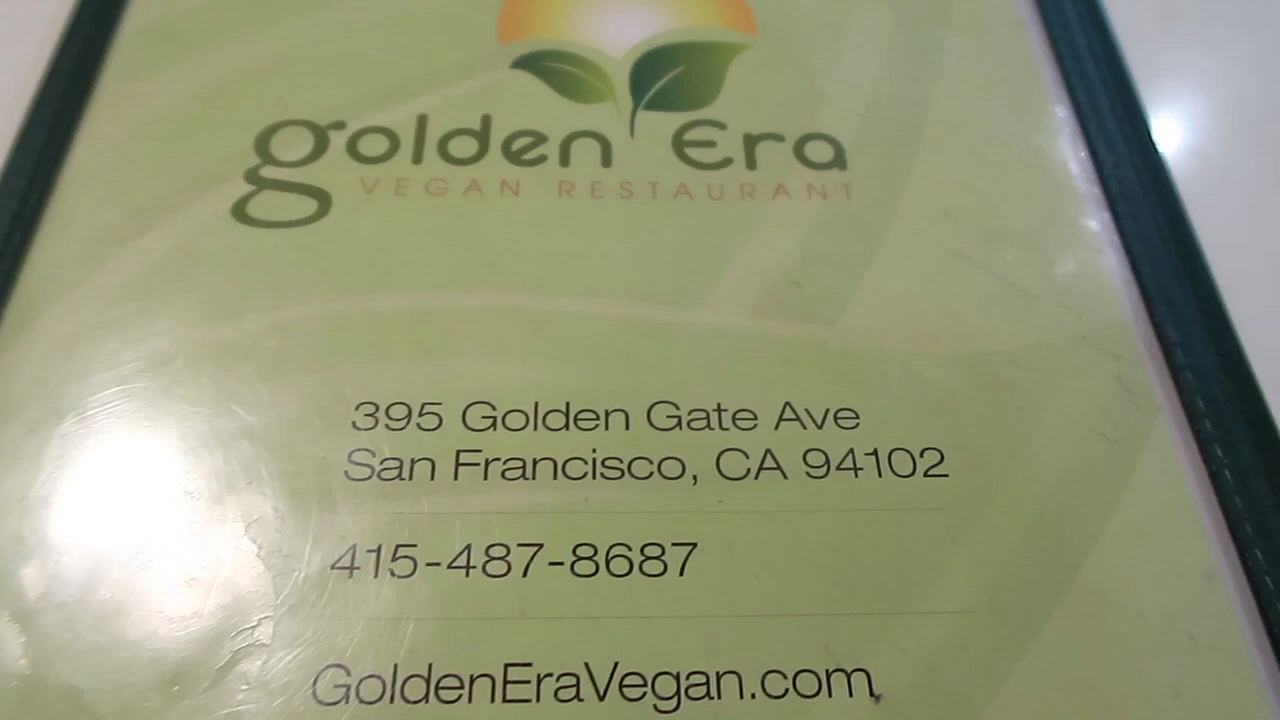 golden Era
VEGAN RESTAURANT
395 Golden Gate Ave
San Francisco, CA 94102
415-487-8687
GoldenEraVegan.com